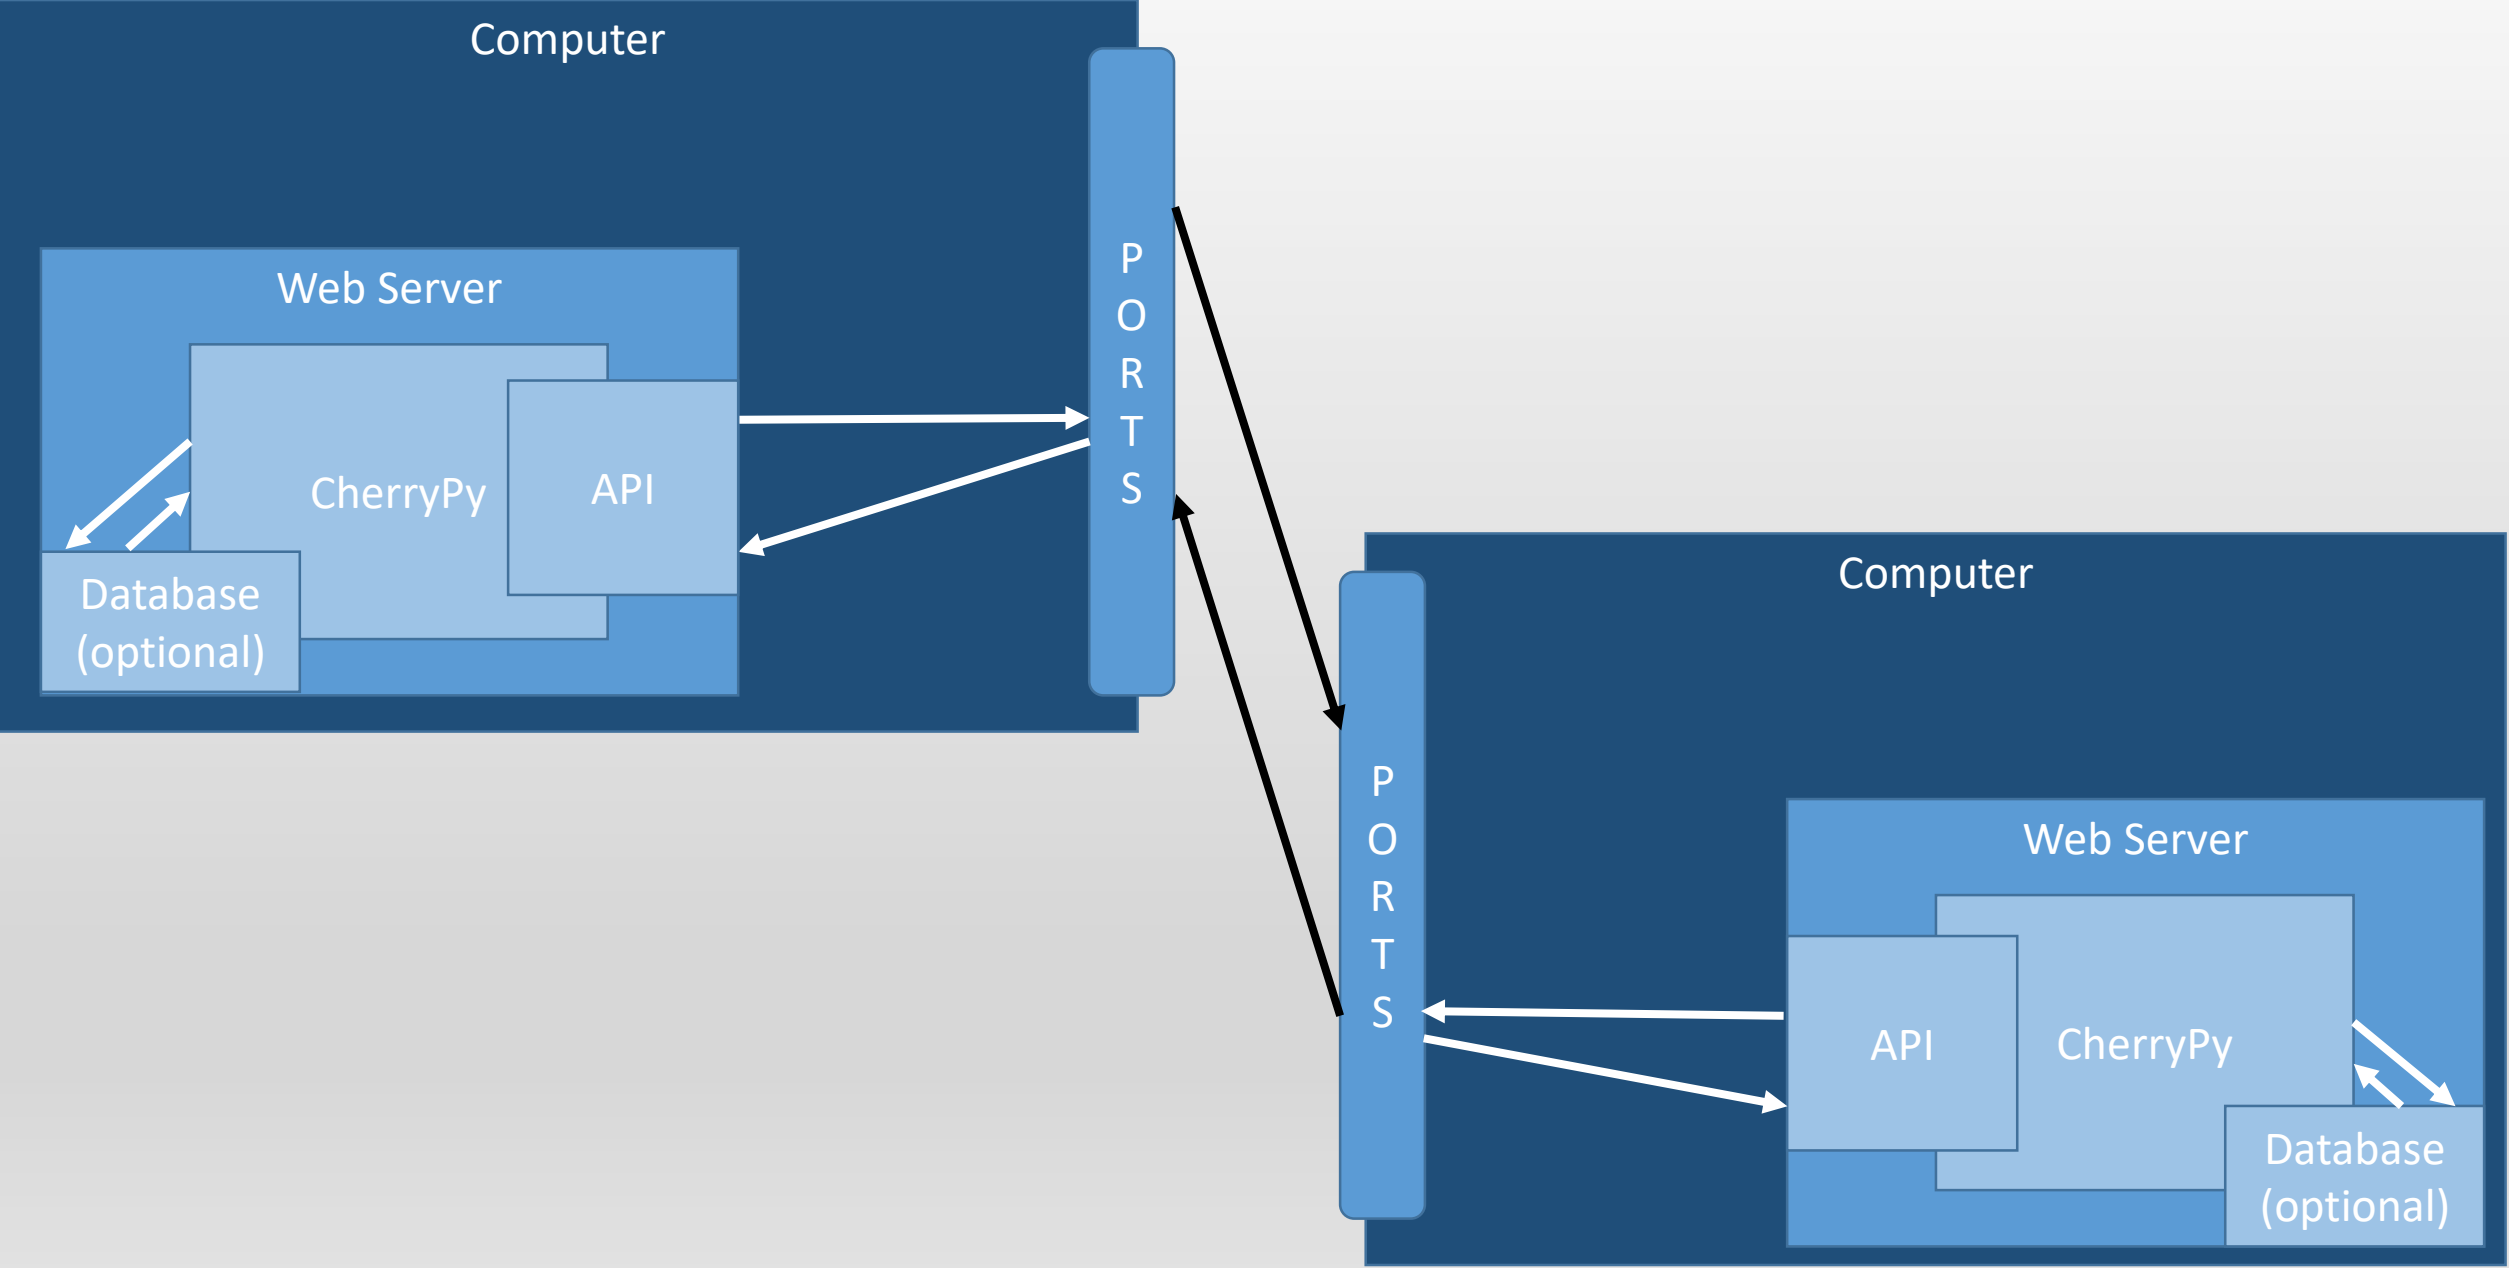 Computer
P
O
R
T
S
Web Server
CherryPy
API
Database
(optional)
Computer
P
O
R
T
S
Web Server
API
CherryPy
Database
(optional)